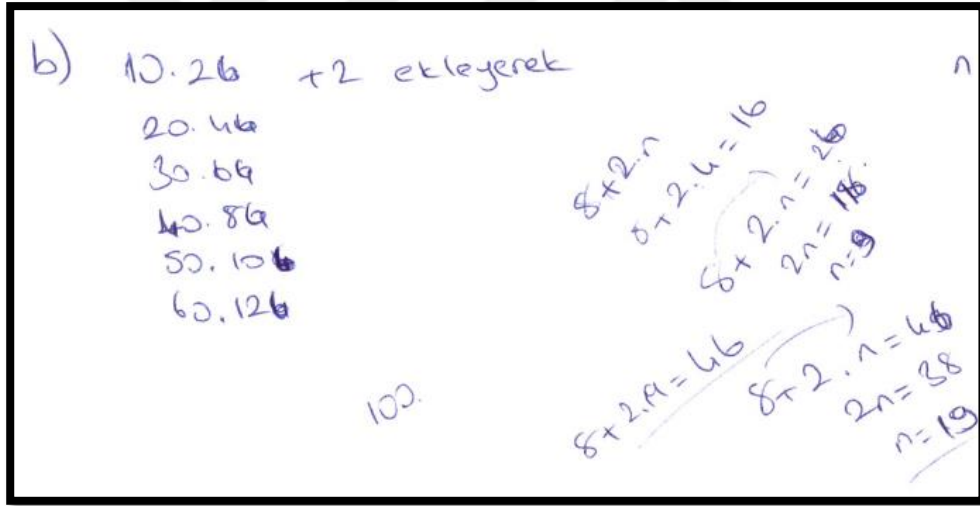 b) 10.26 +2 ekleyerek
20.46
30.66
40.86
50.106
60.126
100.
n
8+2.n
8+2.4=16
8+2.n=26
2n=18
n=9
8+2.19=46
8+2.n=46
2n=38
n=19